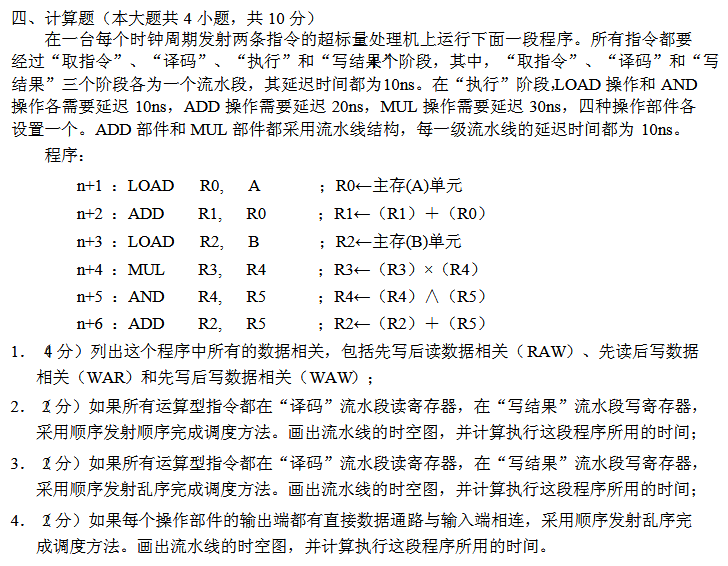 四、计算题（本大题共 4 小题，共 10 分）
在一台每个时钟周期发射两条指令的超标量处理机上运行下面一段程序。所有指令都要
经过“取指令”、“译码”、“执行”和“写结果”个阶段，其中，“取指令”、“译码”和“写
结果”三个阶段各为一个流水段，其延迟时间都为10ns。在“执行”阶段，LOAD 操作和 AND
操作各需要延迟 10ns，ADD 操作需要延迟 20ns，MUL 操作需要延迟 30ns，四种操作部件各
设置一个。ADD 部件和 MUL 部件都采用流水线结构，每一级流水线的延迟时间都为 10ns。
程序：
n+1 ：LOAD R0, A ；R0←主存(A)单元
n+2 ：ADD R1, R0 ；R1←（R1）＋（R0）
n+3 ：LOAD R2, B ；R2←主存(B)单元
n+4 ：MUL R3, R4 ；R3←（R3）×（R4）
n+5 ：AND R4, R5 ；R4←（R4）∧（R5）
n+6 ：ADD R2, R5 ；R2←（R2）＋（R5）
1． 4分）列出这个程序中所有的数据相关，包括先写后读数据相关（RAW）、先读后写数据
相关（WAR）和先写后写数据相关（WAW）；
2． 2分）如果所有运算型指令都在“译码”流水段读寄存器，在“写结果”流水段写寄存器，
采用顺序发射顺序完成调度方法。画出流水线的时空图，并计算执行这段程序所用的时间；
3． 2分）如果所有运算型指令都在“译码”流水段读寄存器，在“写结果”流水段写寄存器，
采用顺序发射乱序完成调度方法。画出流水线的时空图，并计算执行这段程序所用的时间；
4． 2分）如果每个操作部件的输出端都有直接数据通路与输入端相连，采用顺序发射乱序完
成调度方法。画出流水线的时空图，并计算执行这段程序所用的时间。